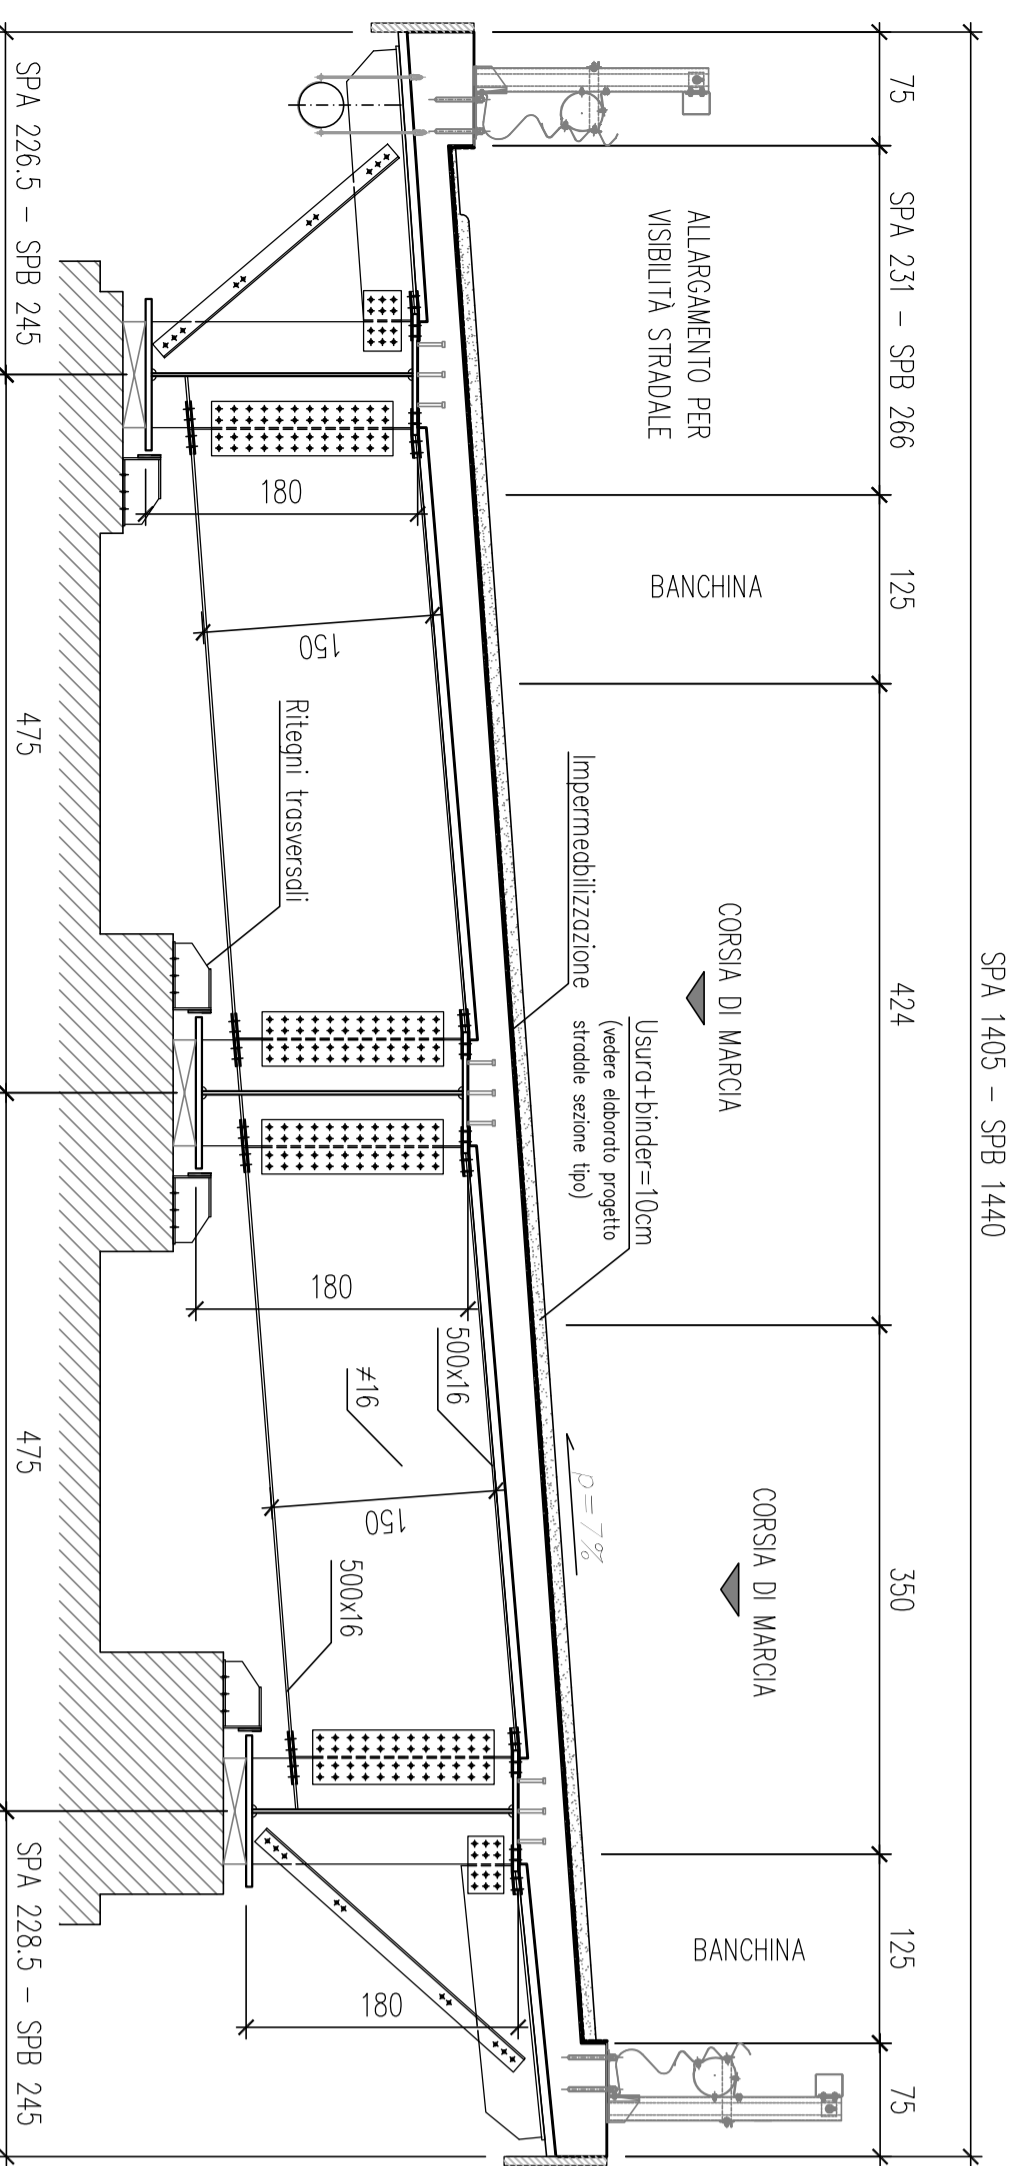 SPA 1405 – SPB 1440
75
SPA 231 – SPB 266
125
424
350
125
75
ALLARGAMENTO PER
VISIBILITÀ STRADALE
BANCHINA
CORSIA DI MARCIA
CORSIA DI MARCIA
BANCHINA
Usura+binder=10cm
(vedere elaborato progetto
stradale sezione tipo)
Impermeabilizzazione
p=7%
180
150
Ritegni trasversali
180
500x16
≠16
150
500x16
180
SPA 226.5 – SPB 245
475
475
SPA 228.5 – SPB 245